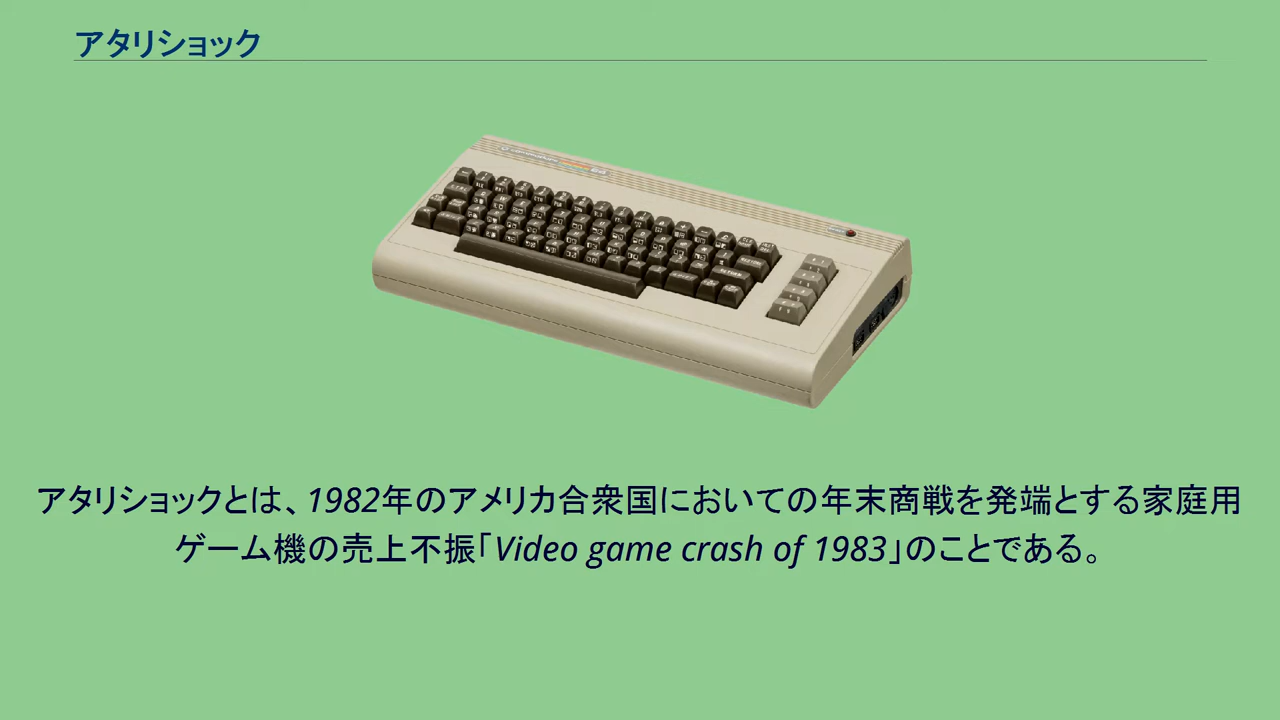 アタリショック
アタリショックとは、1982年のアメリカ合衆国においての年末商戦を発端とする家庭用
ゲーム機の売上不振「Video game crash of 1983」のことである。